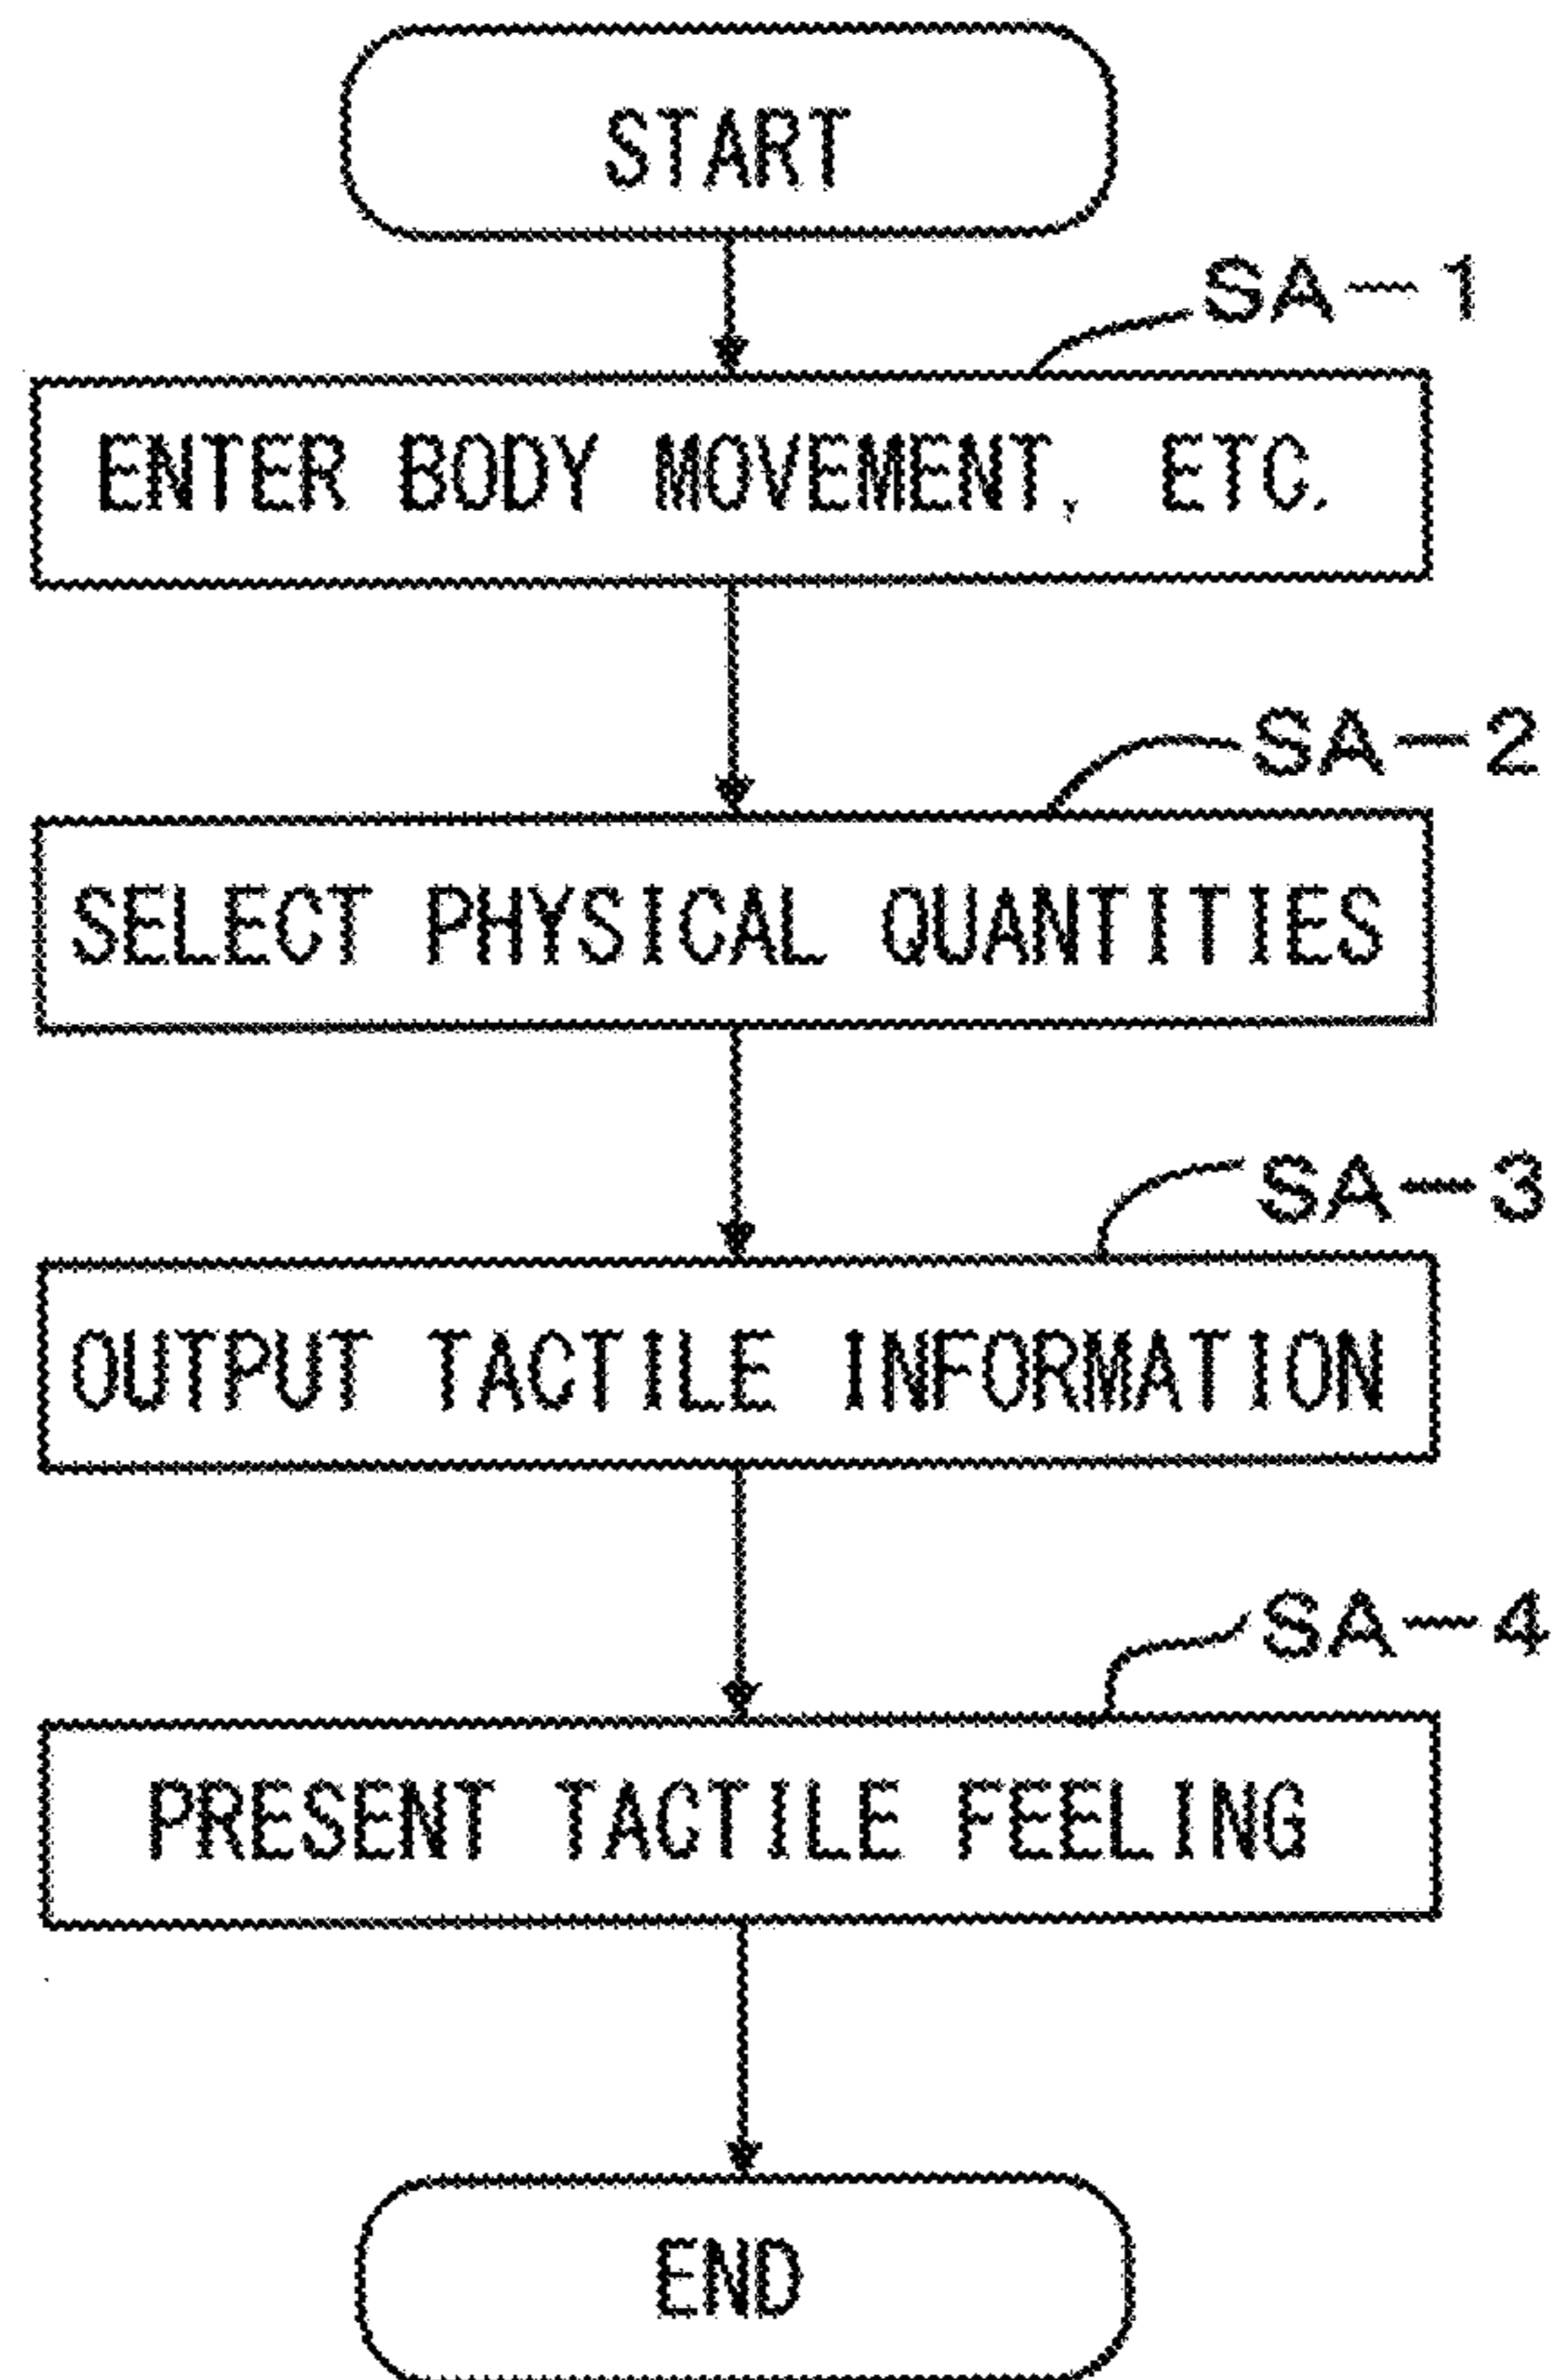 START
SA-1
ENTER BODY MOVEMENT, ETC.
SA-2
SELECT PHYSICAL QUANTITIES
SA-3
OUTPUT TACTILE INFORMATION
SA-4
PRESENT TACTILE FEELING
END